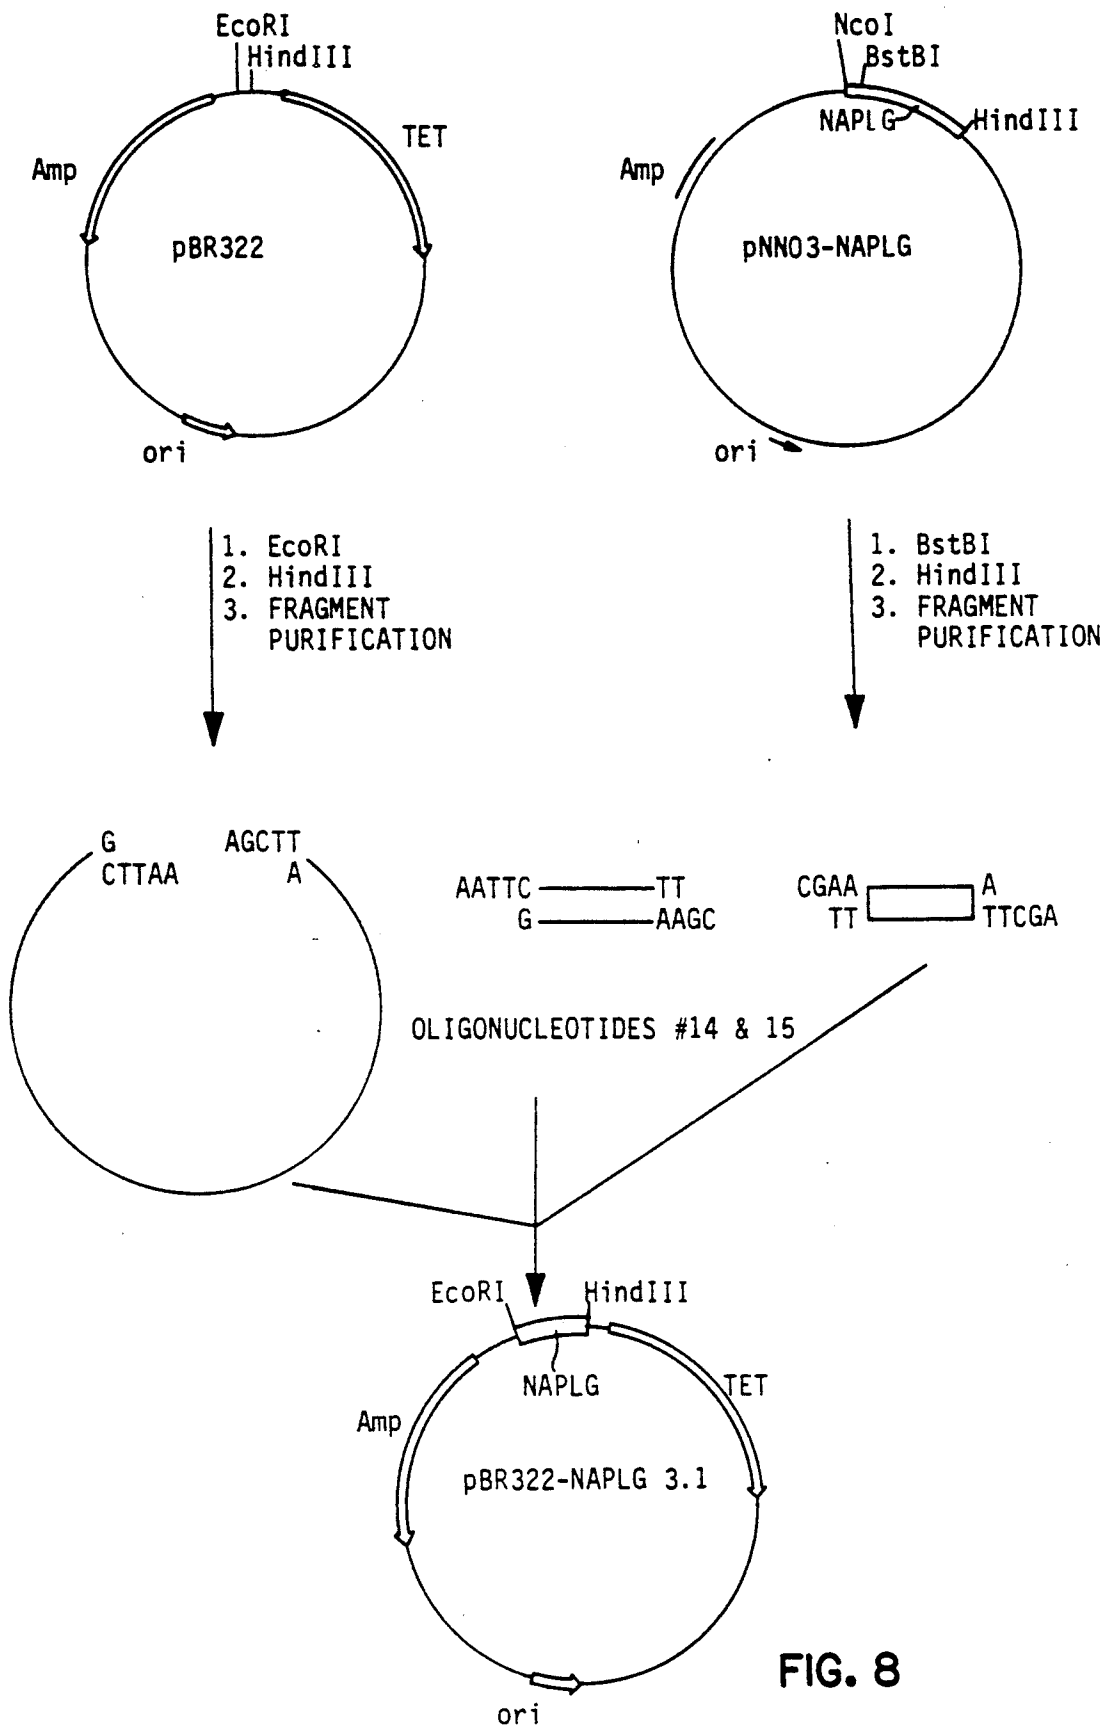 EcoRI
HindIII
Amp
TET
pBR322
ori
NcoI
BstBI
NAPLG
HindIII
Amp
pNN03-NAPLG
ori
1. EcoRI
2. HindIII
3. FRAGMENT
PURIFICATION
1. BstBI
2. HindIII
3. FRAGMENT
PURIFICATION
G AGCTT
CTTAA A
AATTC TT
G AAGC
CGAA A
TT TTCGA
OLIGONUCLEOTIDES #14 & 15
EcoRI
HindIII
NAPLG
TET
Amp
pBR322-NAPLG 3.1
ori
FIG. 8